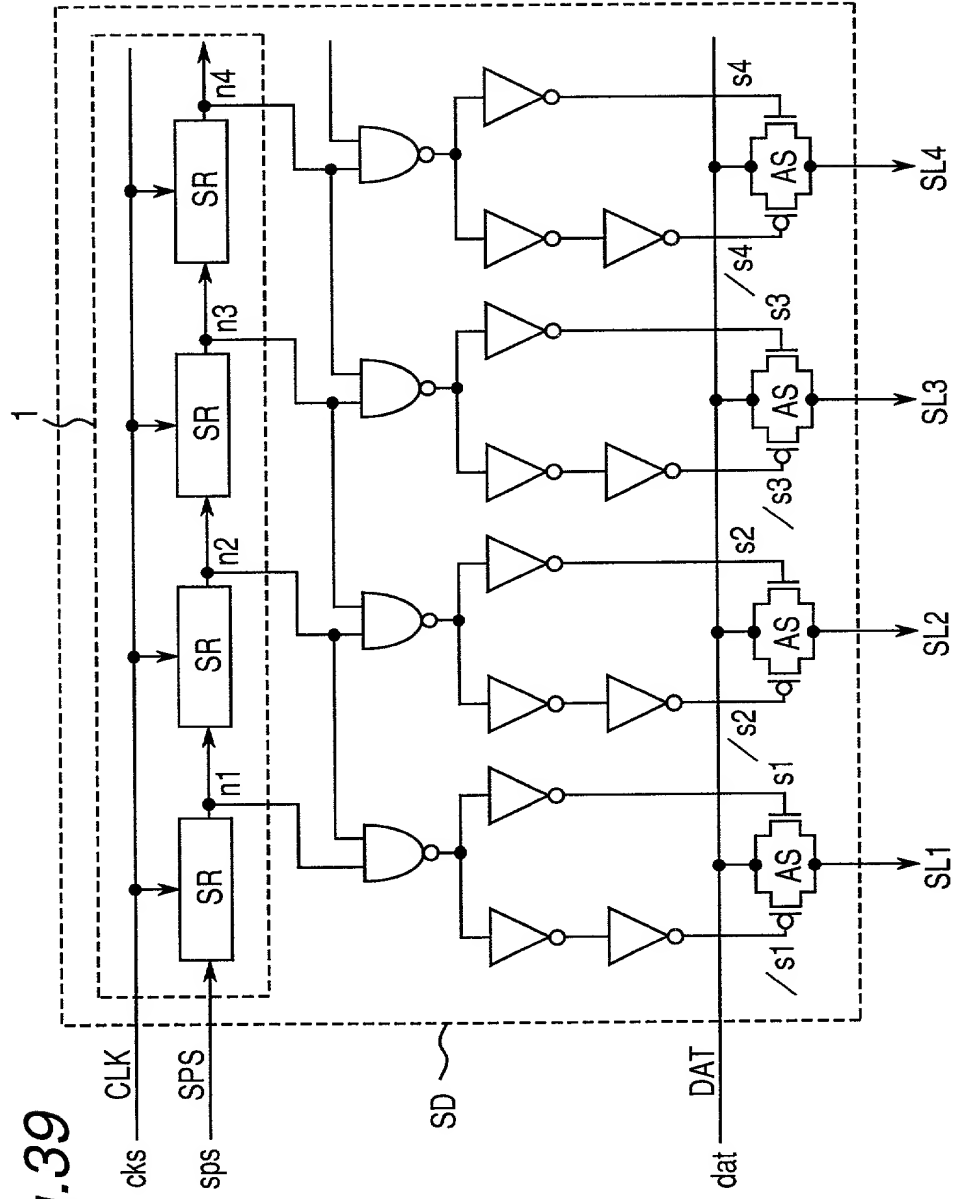 .39
1
cks
CLK
sps
SPS
SR
SR
SR
SR
n1
n2
n3
n4
SD
dat
DAT
/s1
s1
/s2
s2
/s3
s3
/s4
s4
AS
AS
AS
AS
SL1
SL2
SL3
SL4